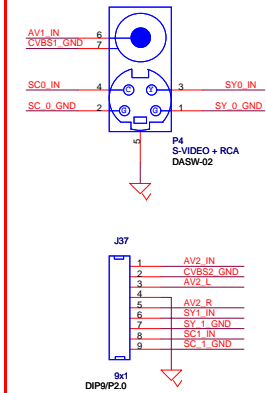 AV1_IN 6
CVBS1_GND 7
SC0_IN 4 C Y 3 SY0_IN
SC_0_GND 2 G G 1 SY_0_GND
5
P4
S-VIDEO + RCA
DASW-02
J37
1 AV2_IN
2 CVBS2_GND
3 AV2_L
4
5 AV2_R
6 SY1_IN
7 SY_1_GND
8 SC1_IN
9 SC_1_GND
9x1
DIP9/P2.0